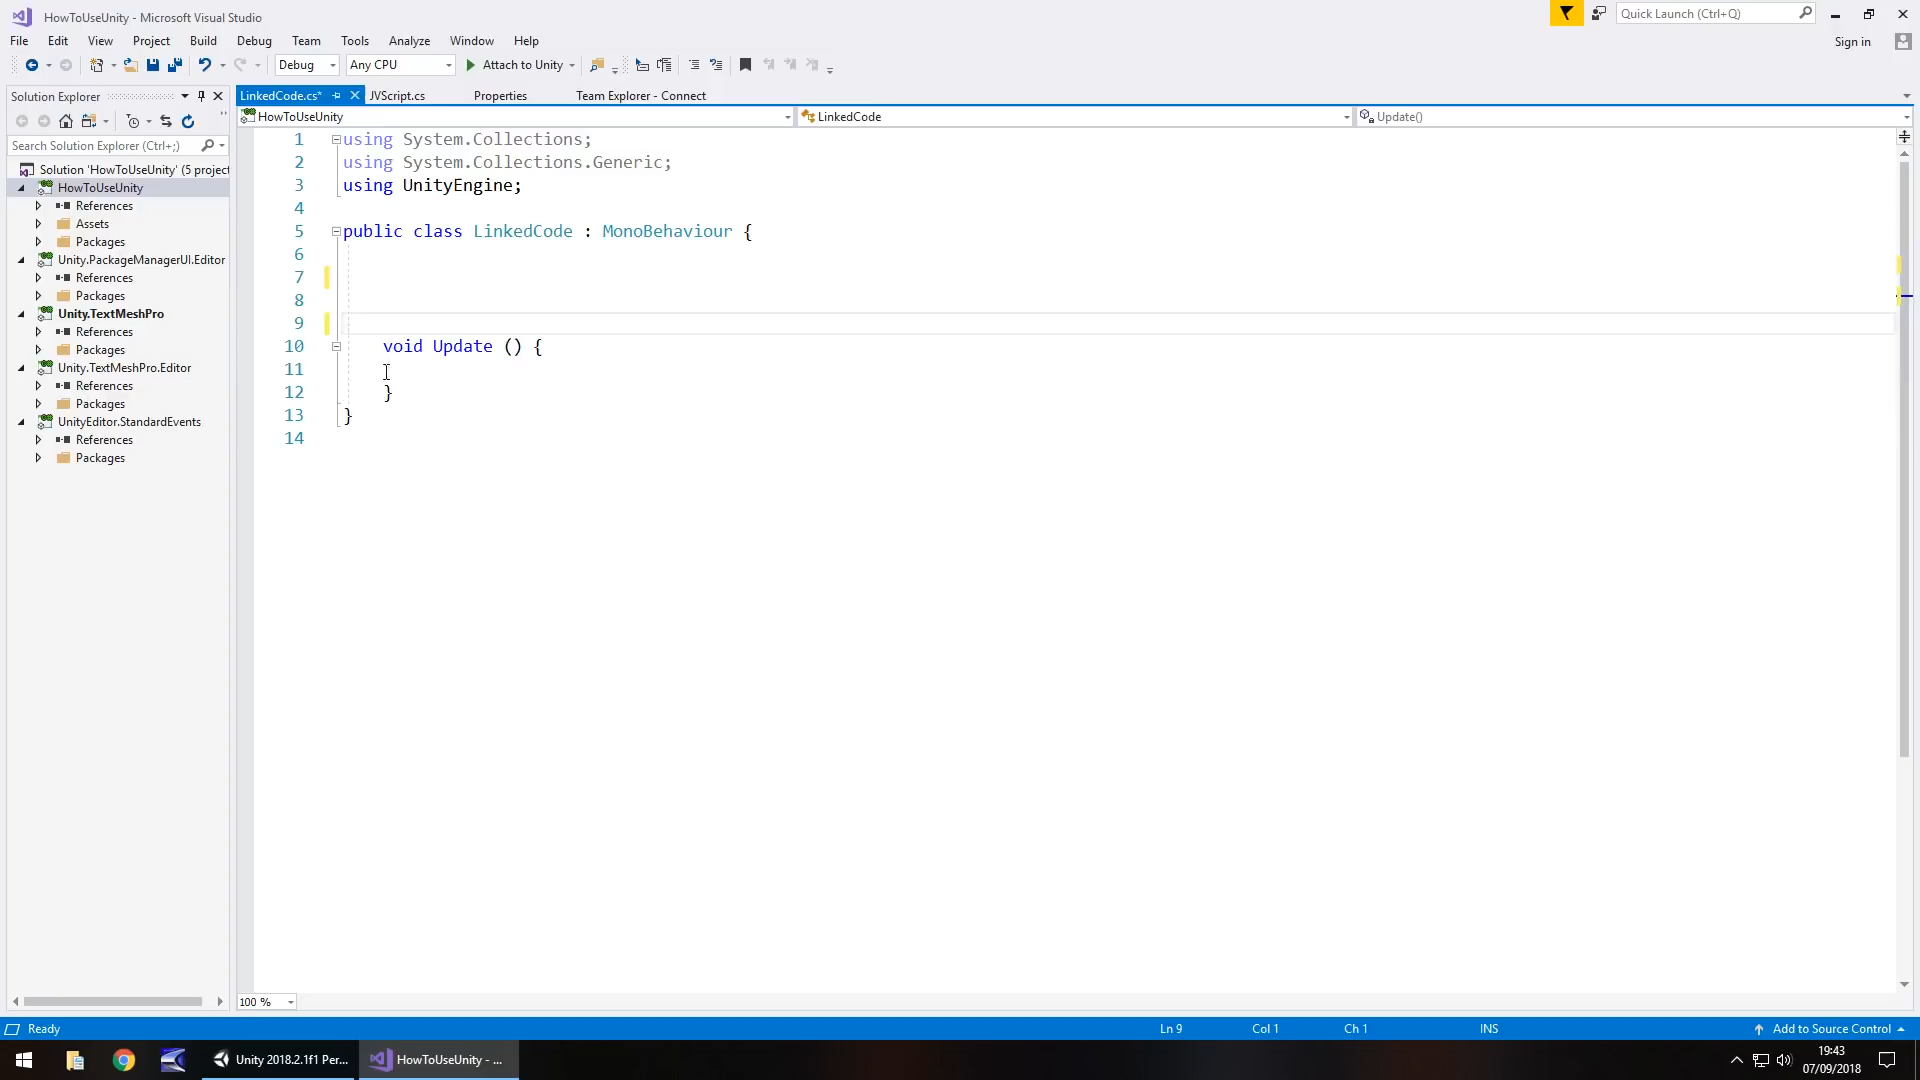 HowToUseUnity - Microsoft Visual Studio
Quick Launch (Ctrl+Q)
File Edit View Project Build Debug Team Tools Analyze Window Help
Sign in
Debug Any CPU Attach to Unity
Solution Explorer
LinkedCode.cs* JVScript.cs Properties Team Explorer - Connect
HowToUseUnity LinkedCode Update()
Search Solution Explorer (Ctrl+;)
Solution 'HowToUseUnity' (5 project
HowToUseUnity
References
Assets
Packages
Unity.PackageManagerUI.Editor
References
Packages
Unity.TextMeshPro
References
Packages
Unity.TextMeshPro.Editor
References
Packages
UnityEditor.StandardEvents
References
Packages
1 using System.Collections;
2 using System.Collections.Generic;
3 using UnityEngine;
4
5 public class LinkedCode : MonoBehaviour {
6
7
8
9
10 void Update () {
11
12 }
13 }
14
100 %
Ready Ln 9 Col 1 Ch 1 INS Add to Source Control
Unity 2018.2.1f1 Per... HowToUseUnity - ...
19:43
07/09/2018